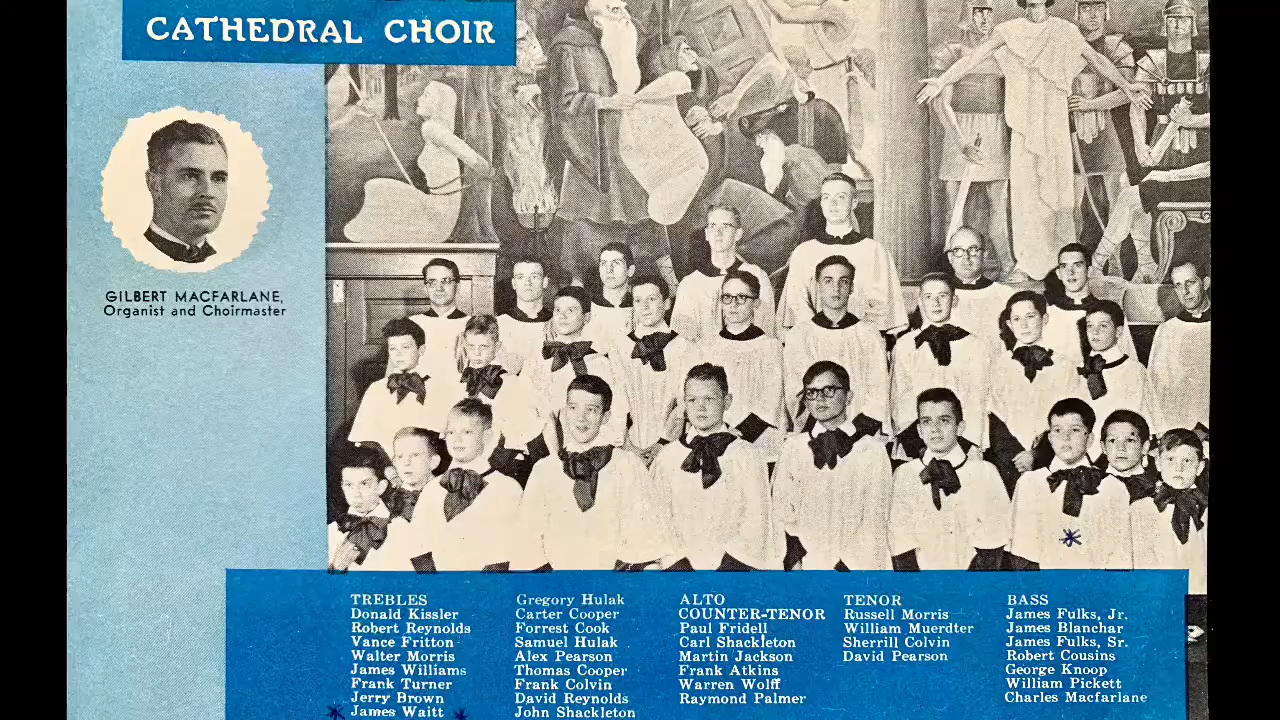 CATHEDRAL CHOIR
GILBERT MACFARLANE,
Organist and Choirmaster
TREBLES
Donald Kissler
Robert Reynolds
Vance Fritton
Walter Morris
James Williams
Frank Turner
Jerry Brown
James Waitt
Gregory Hulak
Carter Cooper
Forrest Cook
Samuel Hulak
Alex Pearson
Thomas Cooper
Frank Colvin
David Reynolds
John Shackleton
ALTO
COUNTER-TENOR
Paul Fridell
Carl Shackleton
Martin Jackson
Frank Atkins
Warren Wolff
Raymond Palmer
TENOR
Russell Morris
William Muerdter
Sherrill Colvin
David Pearson
BASS
James Fulks, Jr.
James Blanchar
James Fulks, Sr.
Robert Cousins
George Knoop
William Pickett
Charles Macfarlane